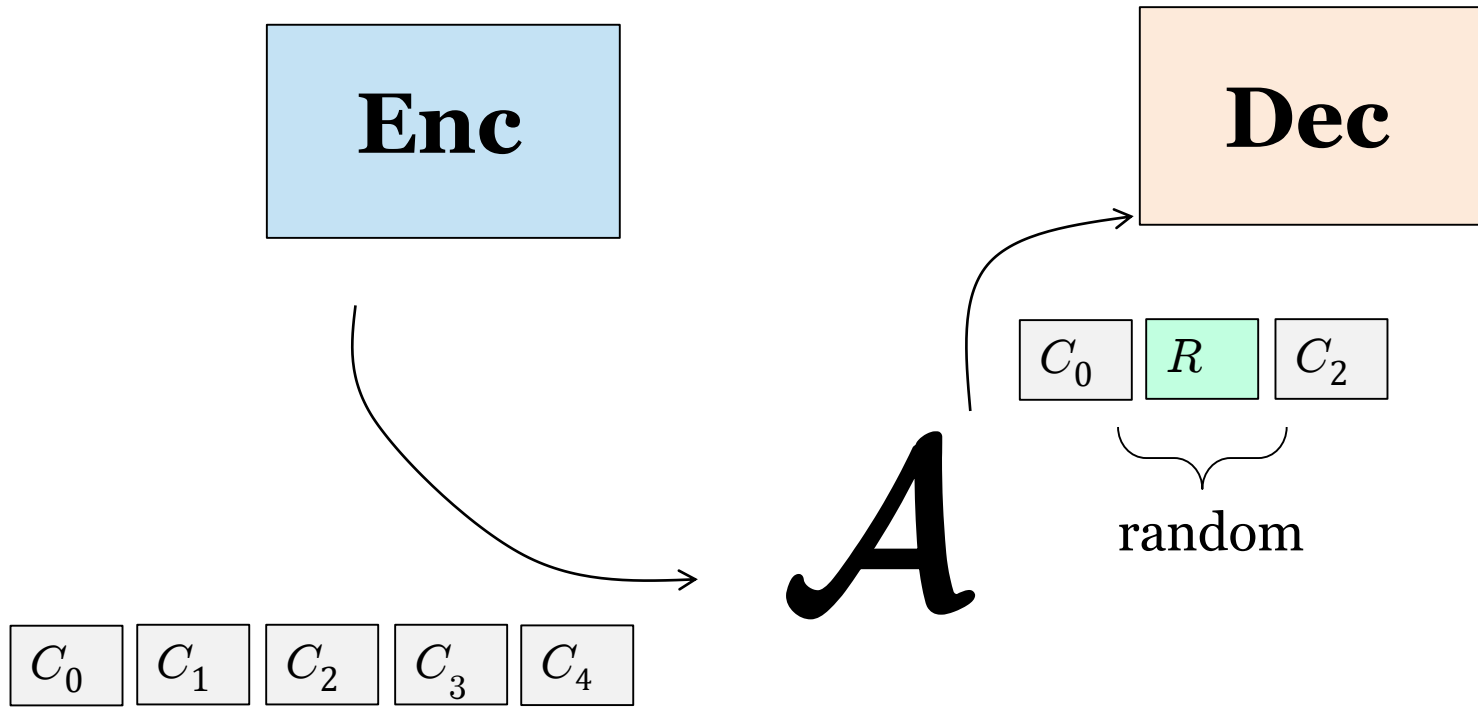 Enc
Dec
C₀ R C₂
𝒜
random
C₀ C₁ C₂ C₃ C₄